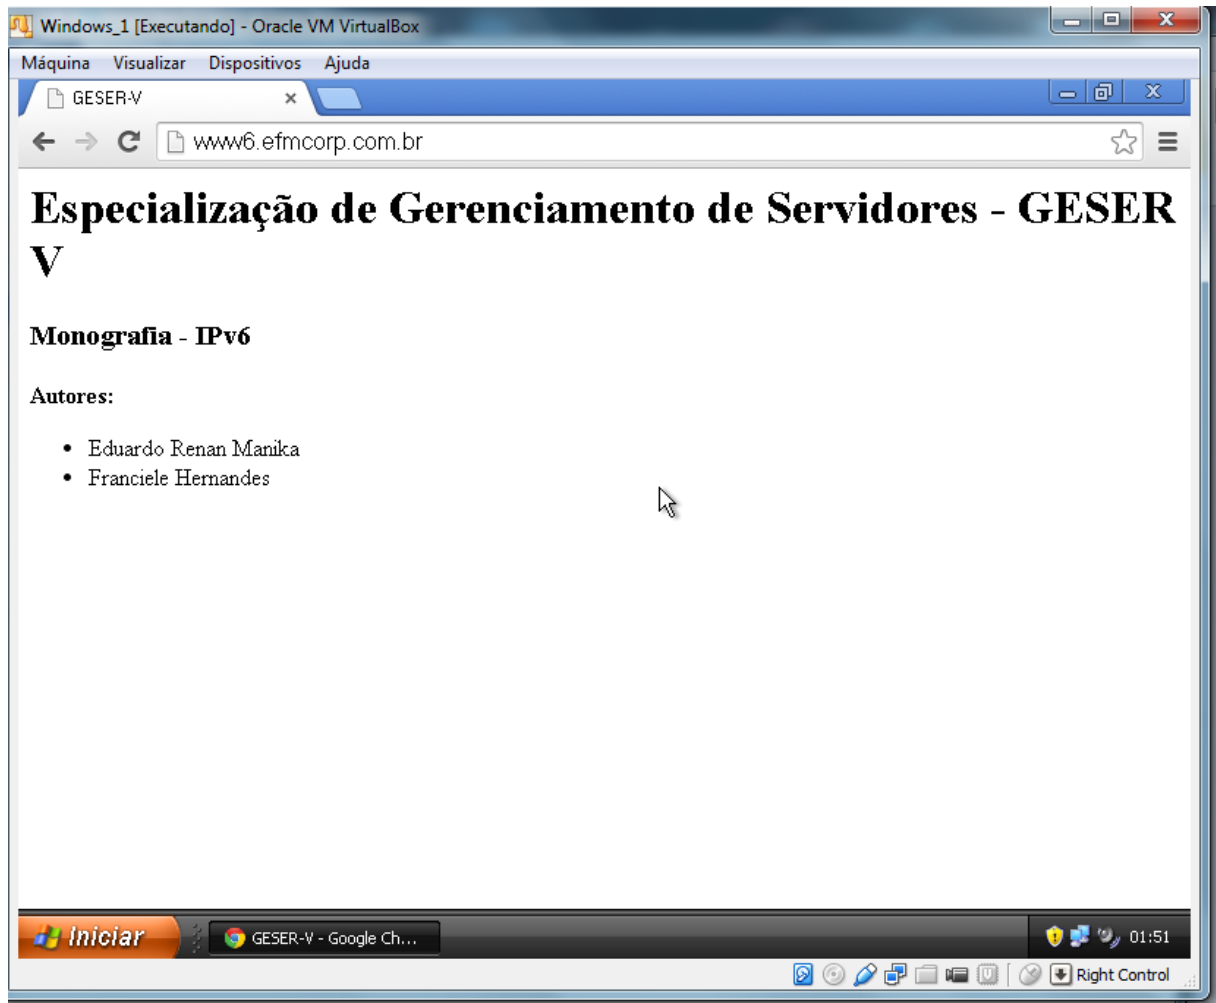 Windows_1 [Executando] - Oracle VM VirtualBox
Máquina Visualizar Dispositivos Ajuda
GESER-V
www6.efmcorp.com.br
Especialização de Gerenciamento de Servidores - GESER
V
Monografia - IPv6
Autores:
• Eduardo Renan Manika
• Franciele Hernandes
Iniciar GESER-V - Google Ch... 01:51
Right Control